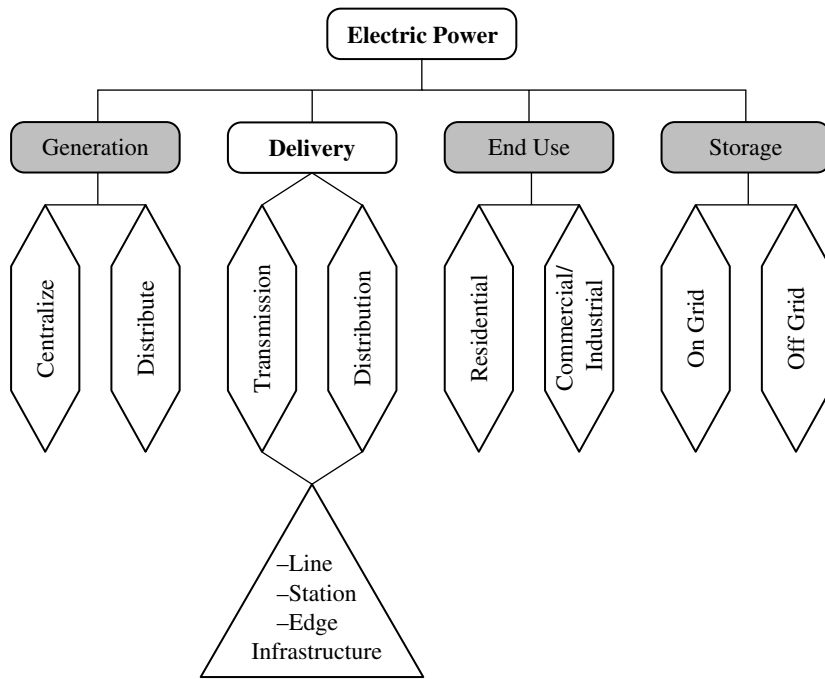 Electric Power
Generation
Delivery
End Use
Storage
Centralize
Distribute
Transmission
Distribution
Residential
Commercial/
Industrial
On Grid
Off Grid
–Line
–Station
–Edge
Infrastructure